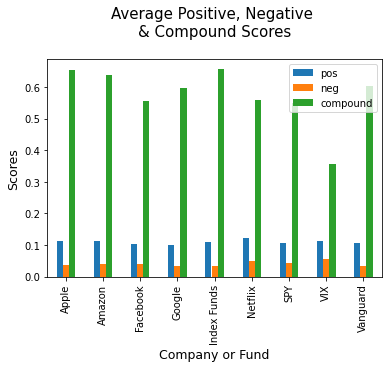 Average Positive, Negative
& Compound Scores
pos
neg
compound
Scores
0.6
0.5
0.4
0.3
0.2
0.1
0.0
Apple
Amazon
Facebook
Google
Index Funds
Netflix
SPY
VIX
Vanguard
Company or Fund